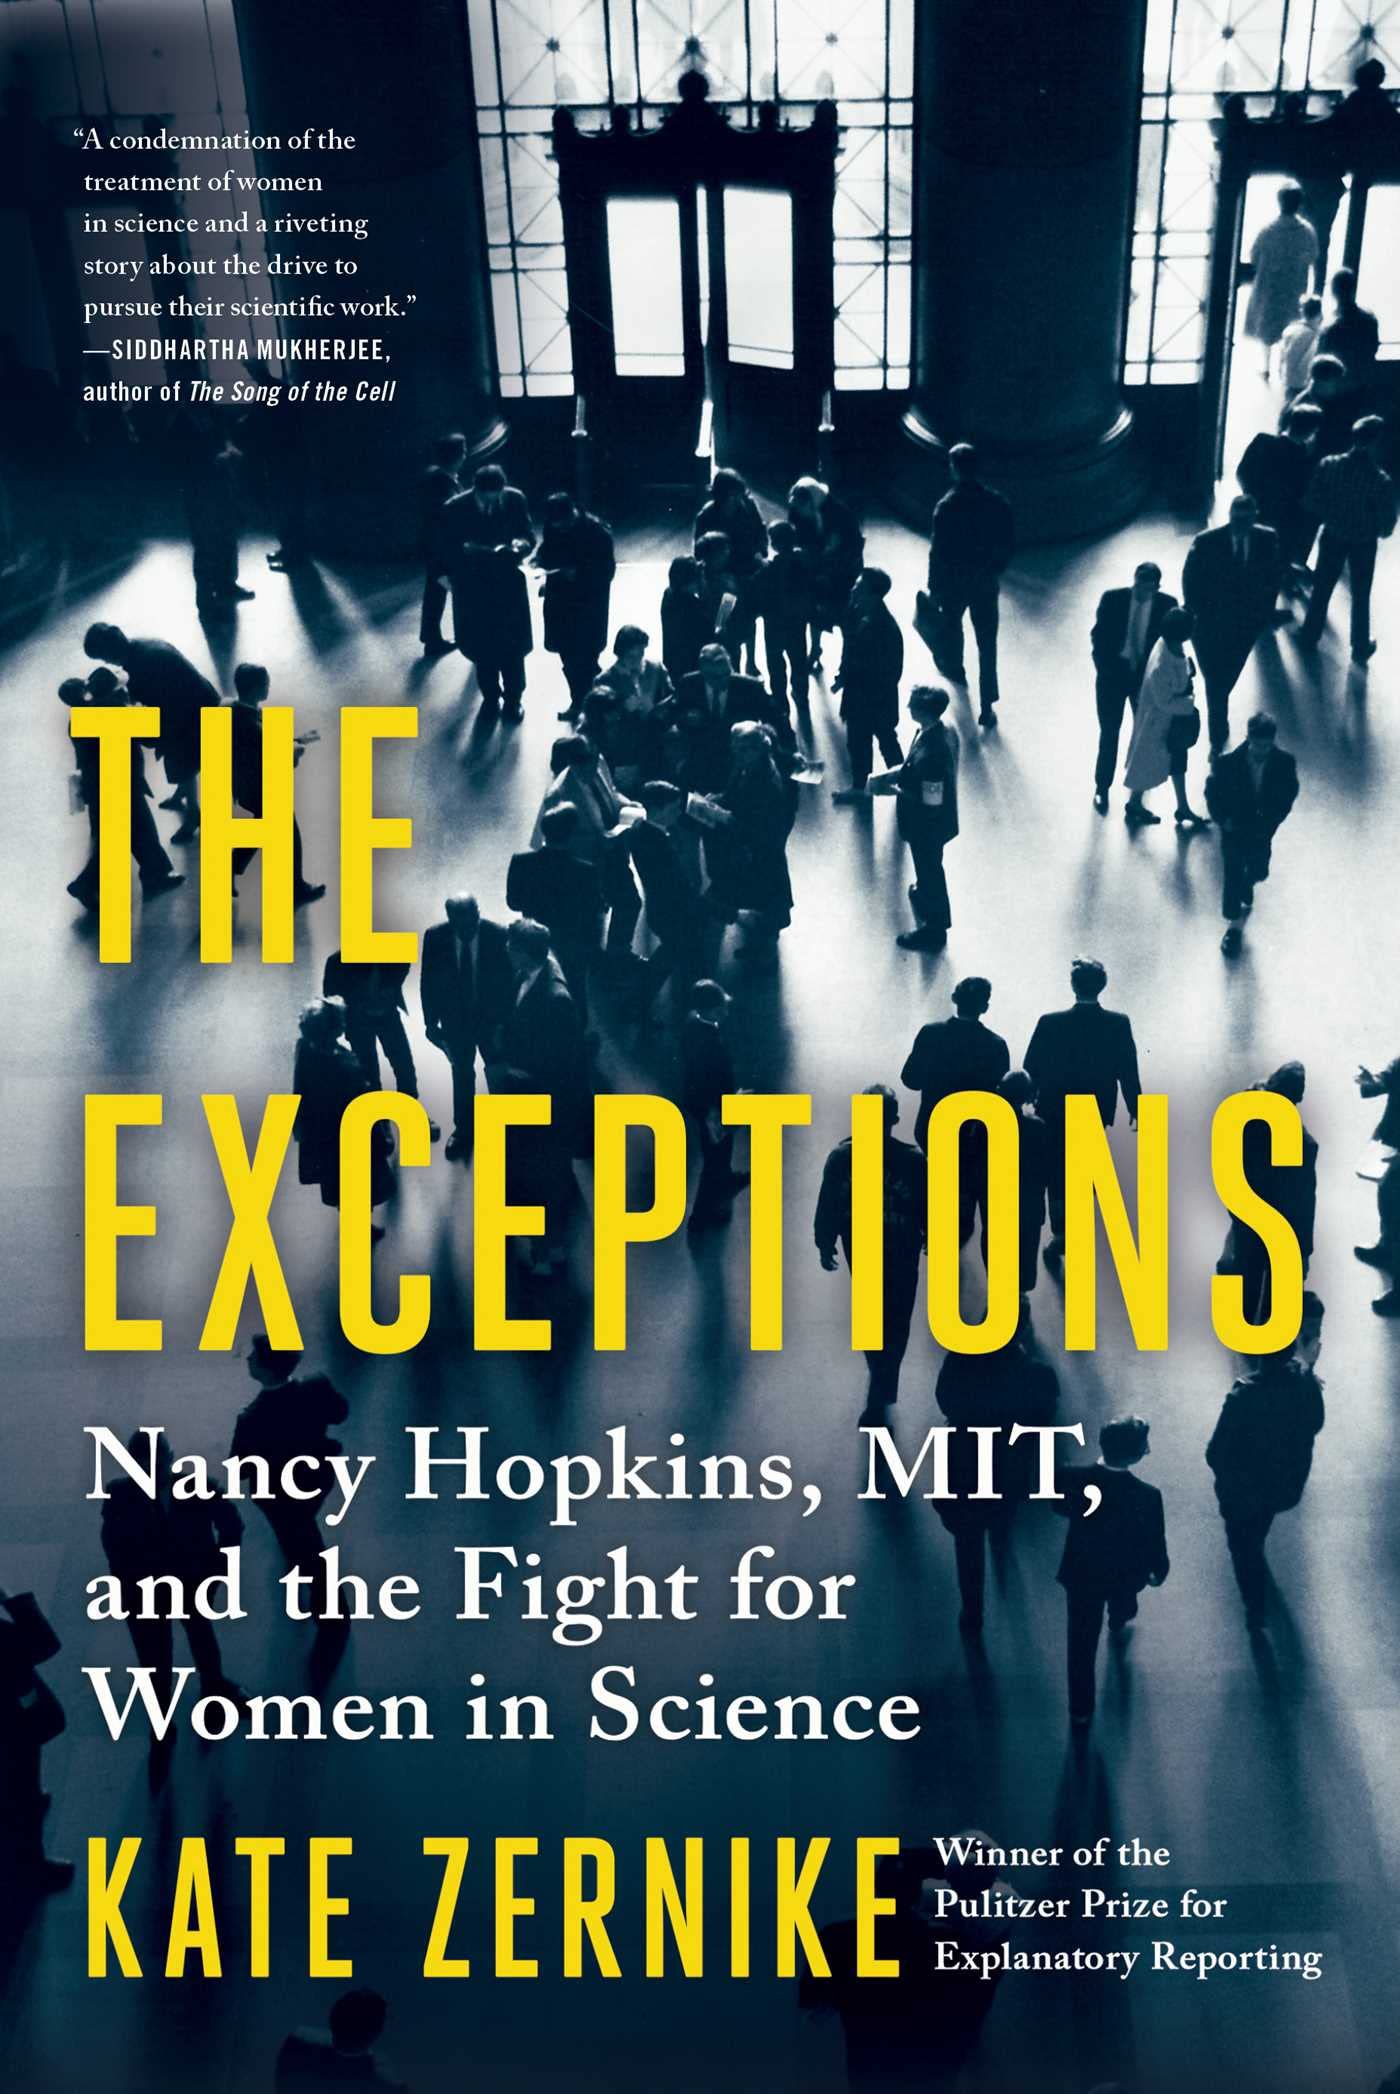 “A condemnation of the
treatment of women
in science and a riveting
story about the drive to
pursue their scientific work.”
—SIDDHARTHA MUKHERJEE,
author of The Song of the Cell
THE
EXCEPTIONS
Nancy Hopkins, MIT,
and the Fight for
Women in Science
KATE ZERNIKE
Winner of the
Pulitzer Prize for
Explanatory Reporting